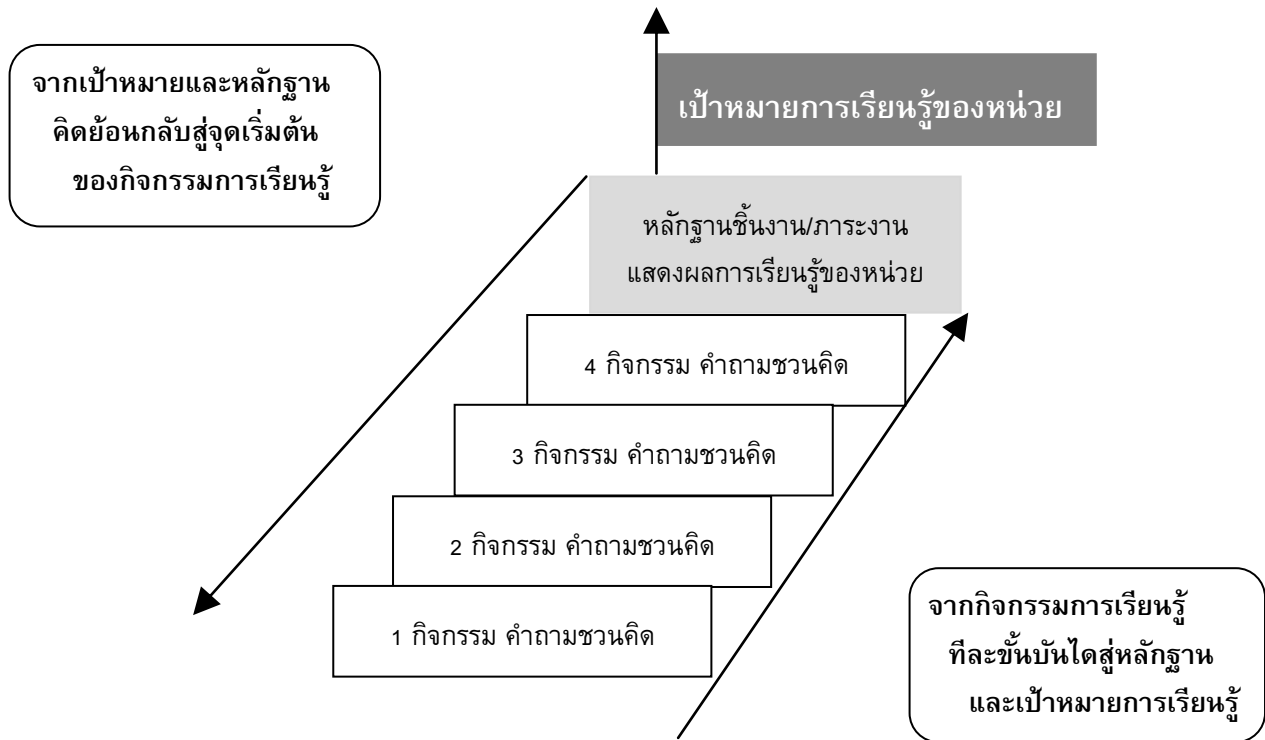 จากเป้าหมายและหลักฐาน
คิดย้อนกลับสู่จุดเริ่มต้น
ของกิจกรรมการเรียนรู้
เป้าหมายการเรียนรู้ของหน่วย
หลักฐานชิ้นงาน/ภาระงาน
แสดงผลการเรียนรู้ของหน่วย
4 กิจกรรม คำถามชวนคิด
3 กิจกรรม คำถามชวนคิด
2 กิจกรรม คำถามชวนคิด
1 กิจกรรม คำถามชวนคิด
จากกิจกรรมการเรียนรู้
ทีละขั้นบันไดสู่หลักฐาน
และเป้าหมายการเรียนรู้